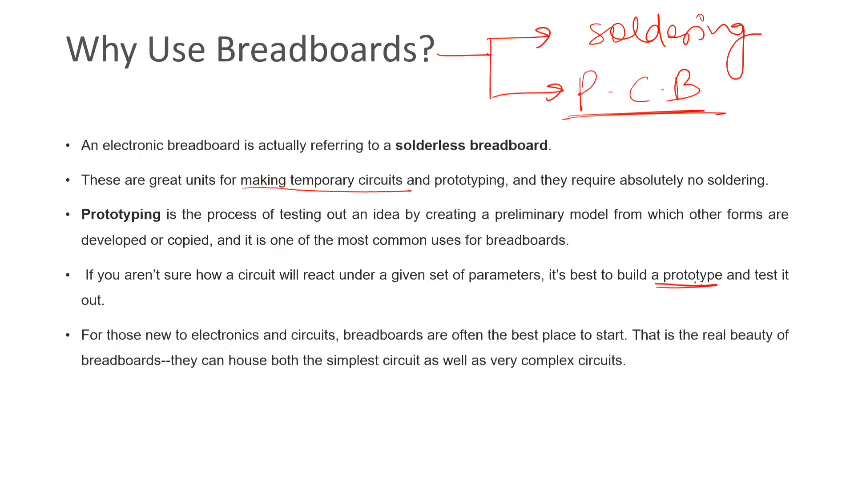 Why Use Breadboards?
soldering
P.C.B
• An electronic breadboard is actually referring to a solderless breadboard.
• These are great units for making temporary circuits and prototyping, and they require absolutely no soldering.
• Prototyping is the process of testing out an idea by creating a preliminary model from which other forms are
developed or copied, and it is one of the most common uses for breadboards.
• If you aren’t sure how a circuit will react under a given set of parameters, it’s best to build a prototype and test it
out.
• For those new to electronics and circuits, breadboards are often the best place to start. That is the real beauty of
breadboards--they can house both the simplest circuit as well as very complex circuits.